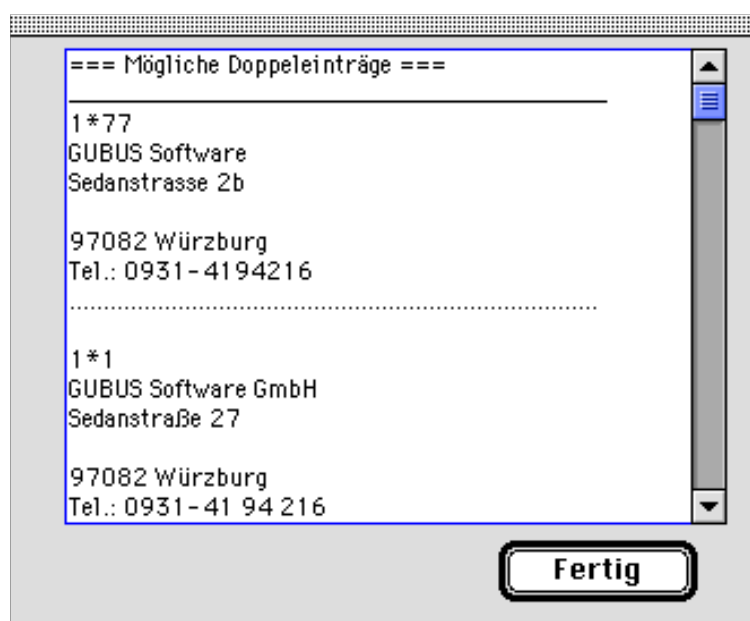 === Mögliche Doppeleinträge ===
1*77
GUBUS Software
Sedanstrasse 2b
97082 Würzburg
Tel.: 0931-4194216
1*1
GUBUS Software GmbH
Sedanstraße 27
97082 Würzburg
Tel.: 0931-41 94 216
Fertig